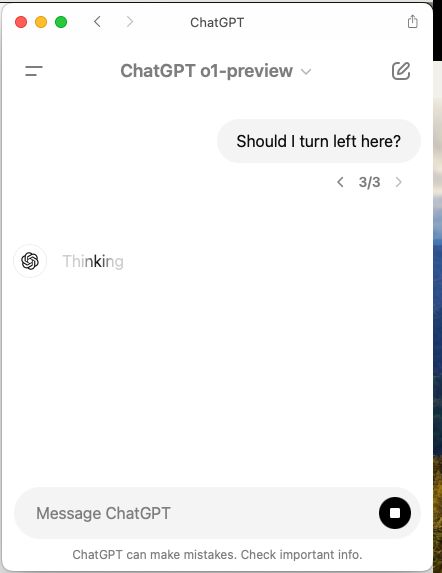 ChatGPT
ChatGPT o1-preview
Should I turn left here?
3/3
Thinking
Message ChatGPT
ChatGPT can make mistakes. Check important info.